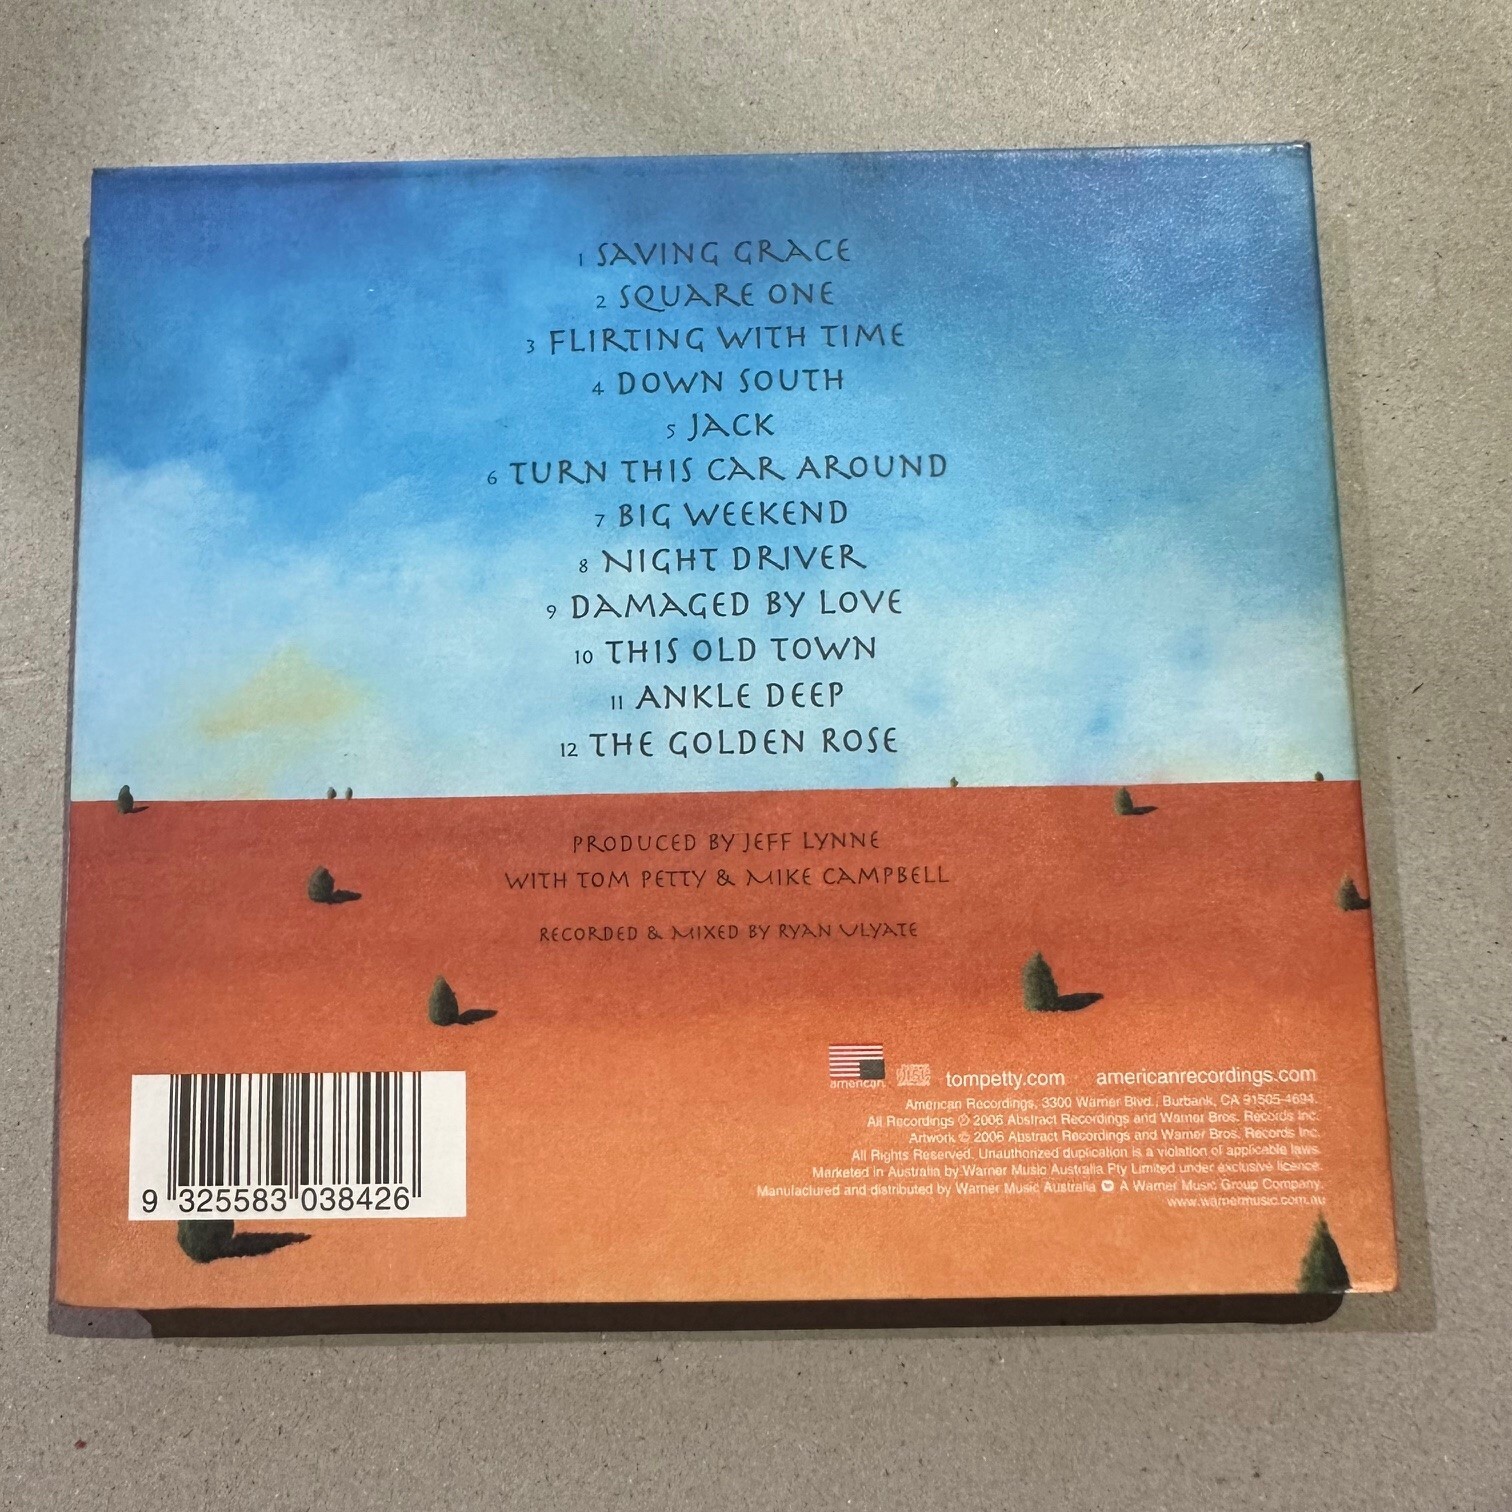 1 SAVING GRACE
2 SQUARE ONE
3 FLIRTING WITH TIME
4 DOWN SOUTH
5 JACK
6 TURN THIS CAR AROUND
7 BIG WEEKEND
8 NIGHT DRIVER
9 DAMAGED BY LOVE
10 THIS OLD TOWN
11 ANKLE DEEP
12 THE GOLDEN ROSE
PRODUCED BY JEFF LYNNE
WITH TOM PETTY & MIKE CAMPBELL
RECORDED & MIXED BY RYAN ULYATE
9 325583 038426
american
tompetty.com americanrecordings.com
American Recordings, 3300 Warner Blvd., Burbank, CA 91505-4694.
All Recordings ℗ 2006 Abstract Recordings and Warner Bros. Records Inc.
Artwork © 2006 Abstract Recordings and Warner Bros. Records Inc.
All Rights Reserved. Unauthorized duplication is a violation of applicable laws.
Marketed in Australia by Warner Music Australia Pty Limited under exclusive licence.
Manufactured and distributed by Warner Music Australia A Warner Music Group Company.
www.warnermusic.com.au